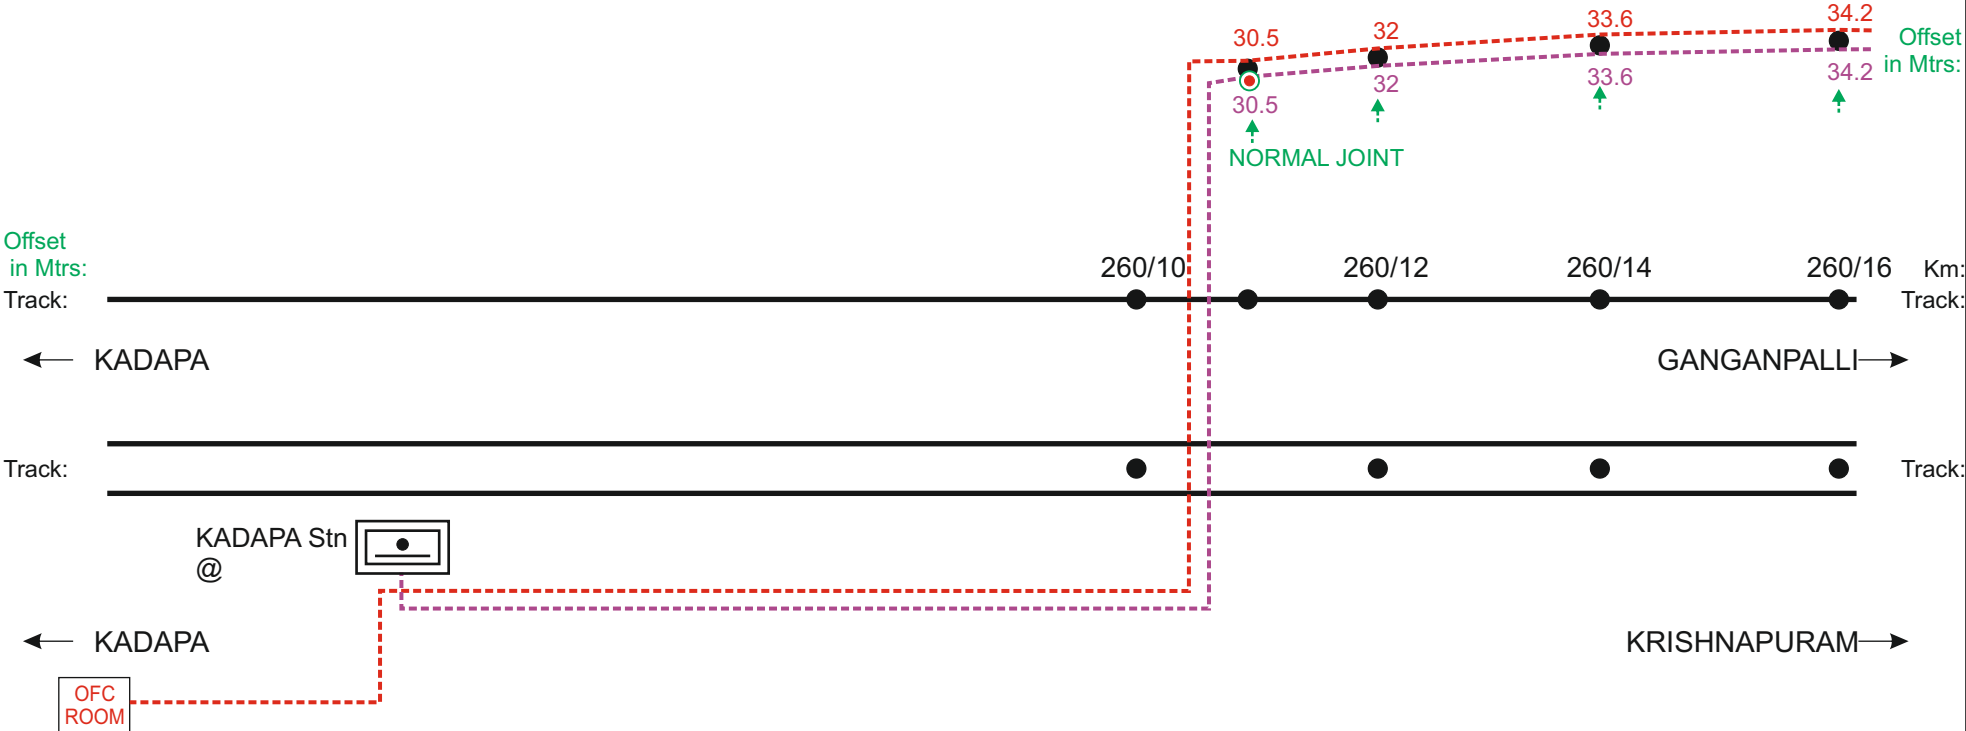 34.2
33.6
32
30.5
Offset
in Mtrs:
34.2
33.6
32
30.5
NORMAL JOINT
Offset
in Mtrs:
260/10
260/12
260/14
260/16
Km:
Track:
Track:
KADAPA
GANGANPALLI
Track:
Track:
KADAPA Stn
@
KADAPA
KRISHNAPURAM
OFC
ROOM